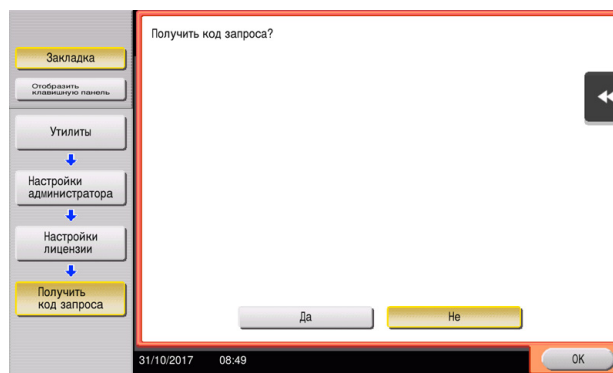 Получить код запроса?
Закладка
Отобразить
клавишную панель
Утилиты
Настройки
администратора
Настройки
лицензии
Получить
код запроса
Да
Не
31/10/2017 08:49
OK